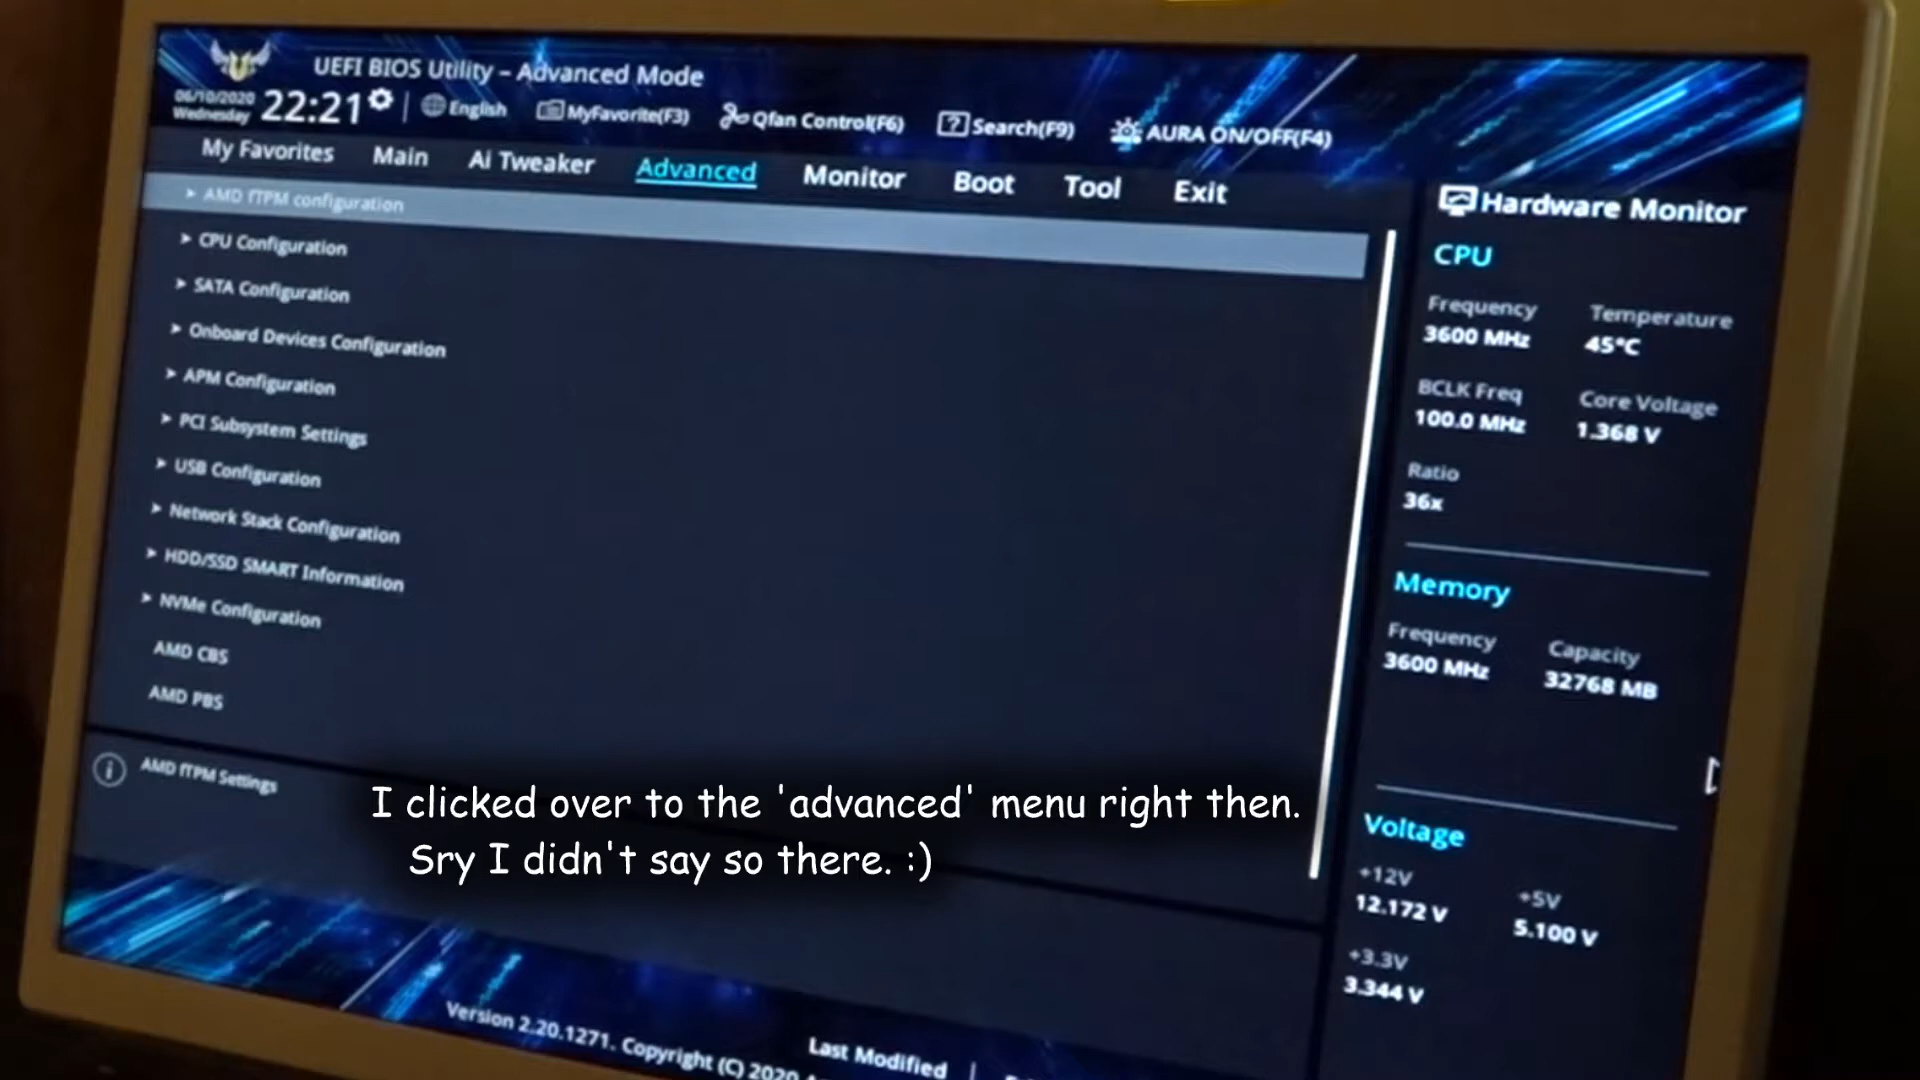 UEFI BIOS Utility – Advanced Mode
06/10/2020
Wednesday
22:21
English
MyFavorite(F3)
Qfan Control(F6)
Search(F9)
AURA ON/OFF(F4)
My Favorites Main Ai Tweaker Advanced Monitor Boot Tool Exit
AMD fTPM configuration
CPU Configuration
SATA Configuration
Onboard Devices Configuration
APM Configuration
PCI Subsystem Settings
USB Configuration
Network Stack Configuration
HDD/SSD SMART Information
NVMe Configuration
AMD CBS
AMD PBS
AMD fTPM Settings
I clicked over to the 'advanced' menu right then.
Sry I didn't say so there. :)
Hardware Monitor
CPU
Frequency Temperature
3600 MHz 45°C
BCLK Freq Core Voltage
100.0 MHz 1.368 V
Ratio
36x
Memory
Frequency Capacity
3600 MHz 32768 MB
Voltage
+12V +5V
12.172 V 5.100 V
+3.3V
3.344 V
Last Modified
Version 2.20.1271. Copyright (C) 2020